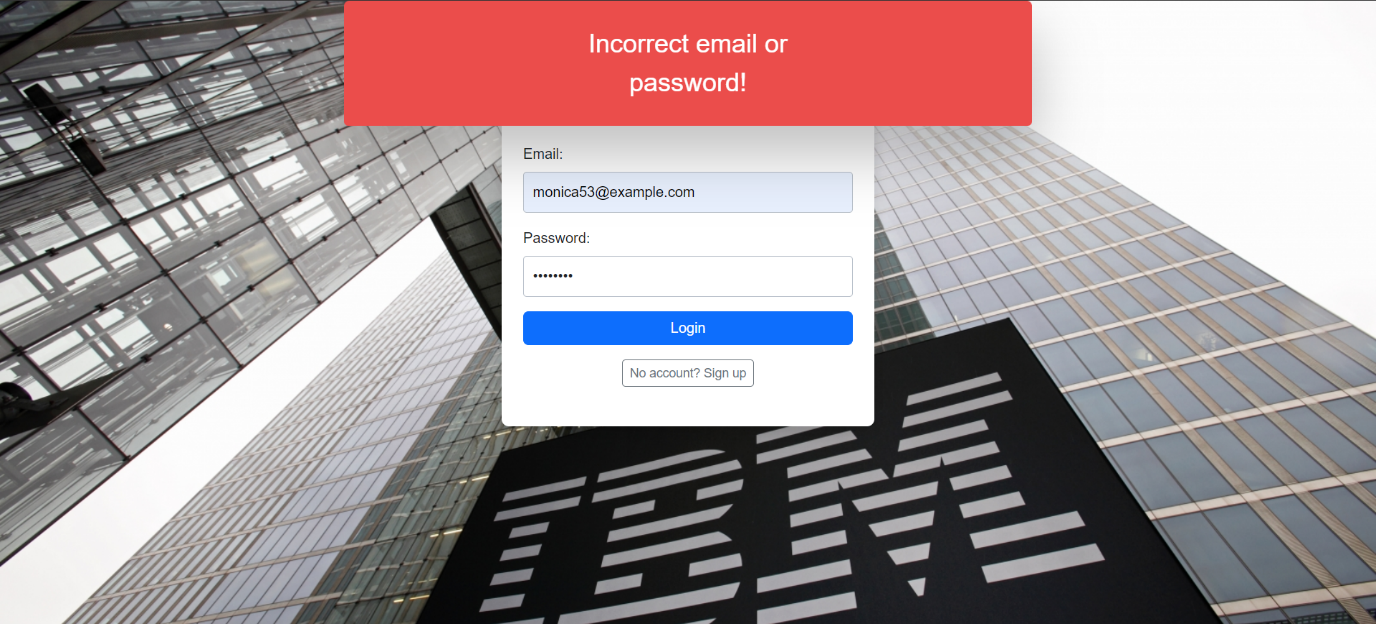 Incorrect email or
password!
Email:
monica53@example.com
Password:
••••••••
Login
No account? Sign up
IBM